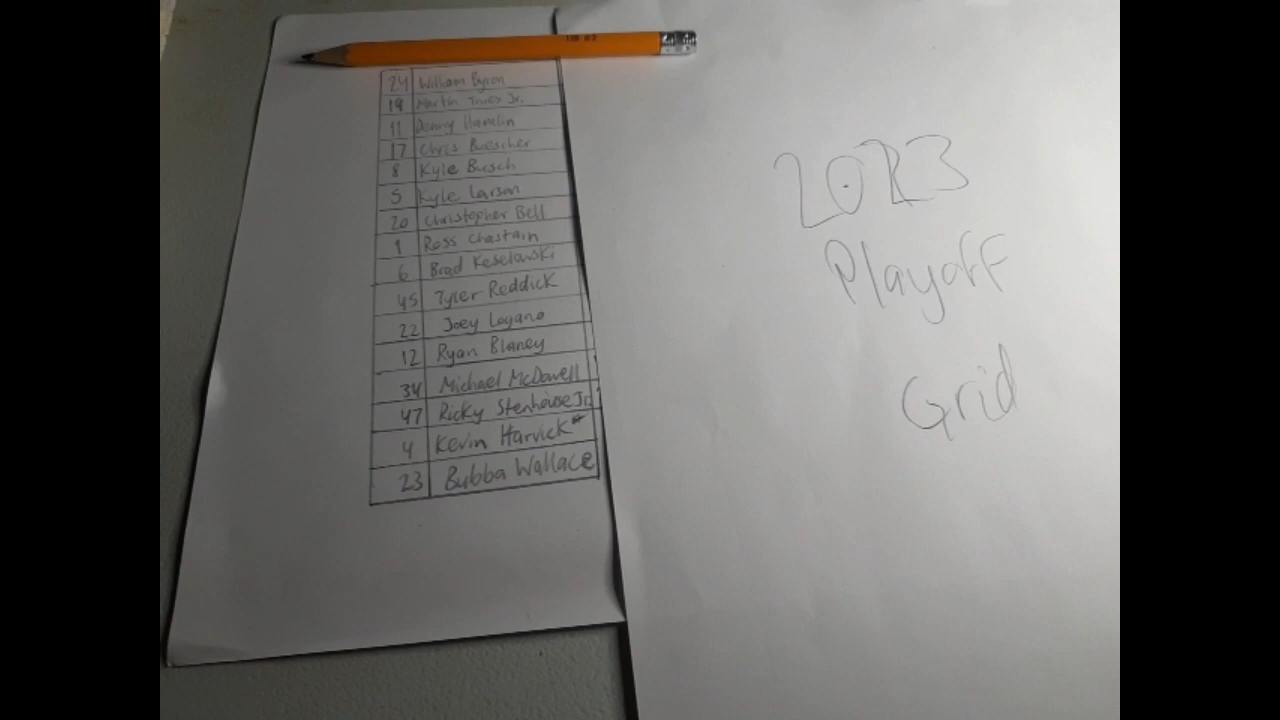 24 William Byron
19 Martin Truex Jr.
11 Denny Hamlin
17 Chris Buescher
8 Kyle Busch
5 Kyle Larson
20 Christopher Bell
1 Ross Chastain
6 Brad Keselowski
45 Tyler Reddick
22 Joey Logano
12 Ryan Blaney
34 Michael McDowell
47 Ricky Stenhouse Jr.
4 Kevin Harvick*
23 Bubba Wallace
2023
Playoff
Grid